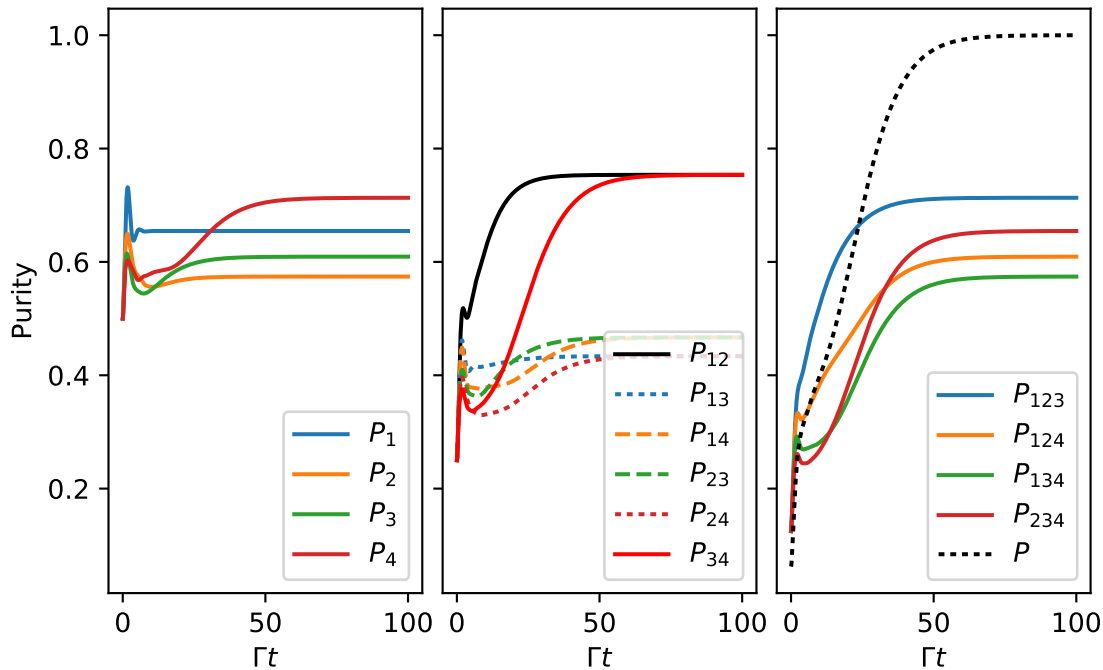 Purity
1.0
0.8
0.6
0.4
0.2
P₁
P₂
P₃
P₄
0 50 100
Γt
P₁₂
P₁₃
P₁₄
P₂₃
P₂₄
P₃₄
0 50 100
Γt
P₁₂₃
P₁₂₄
P₁₃₄
P₂₃₄
P
0 50 100
Γt